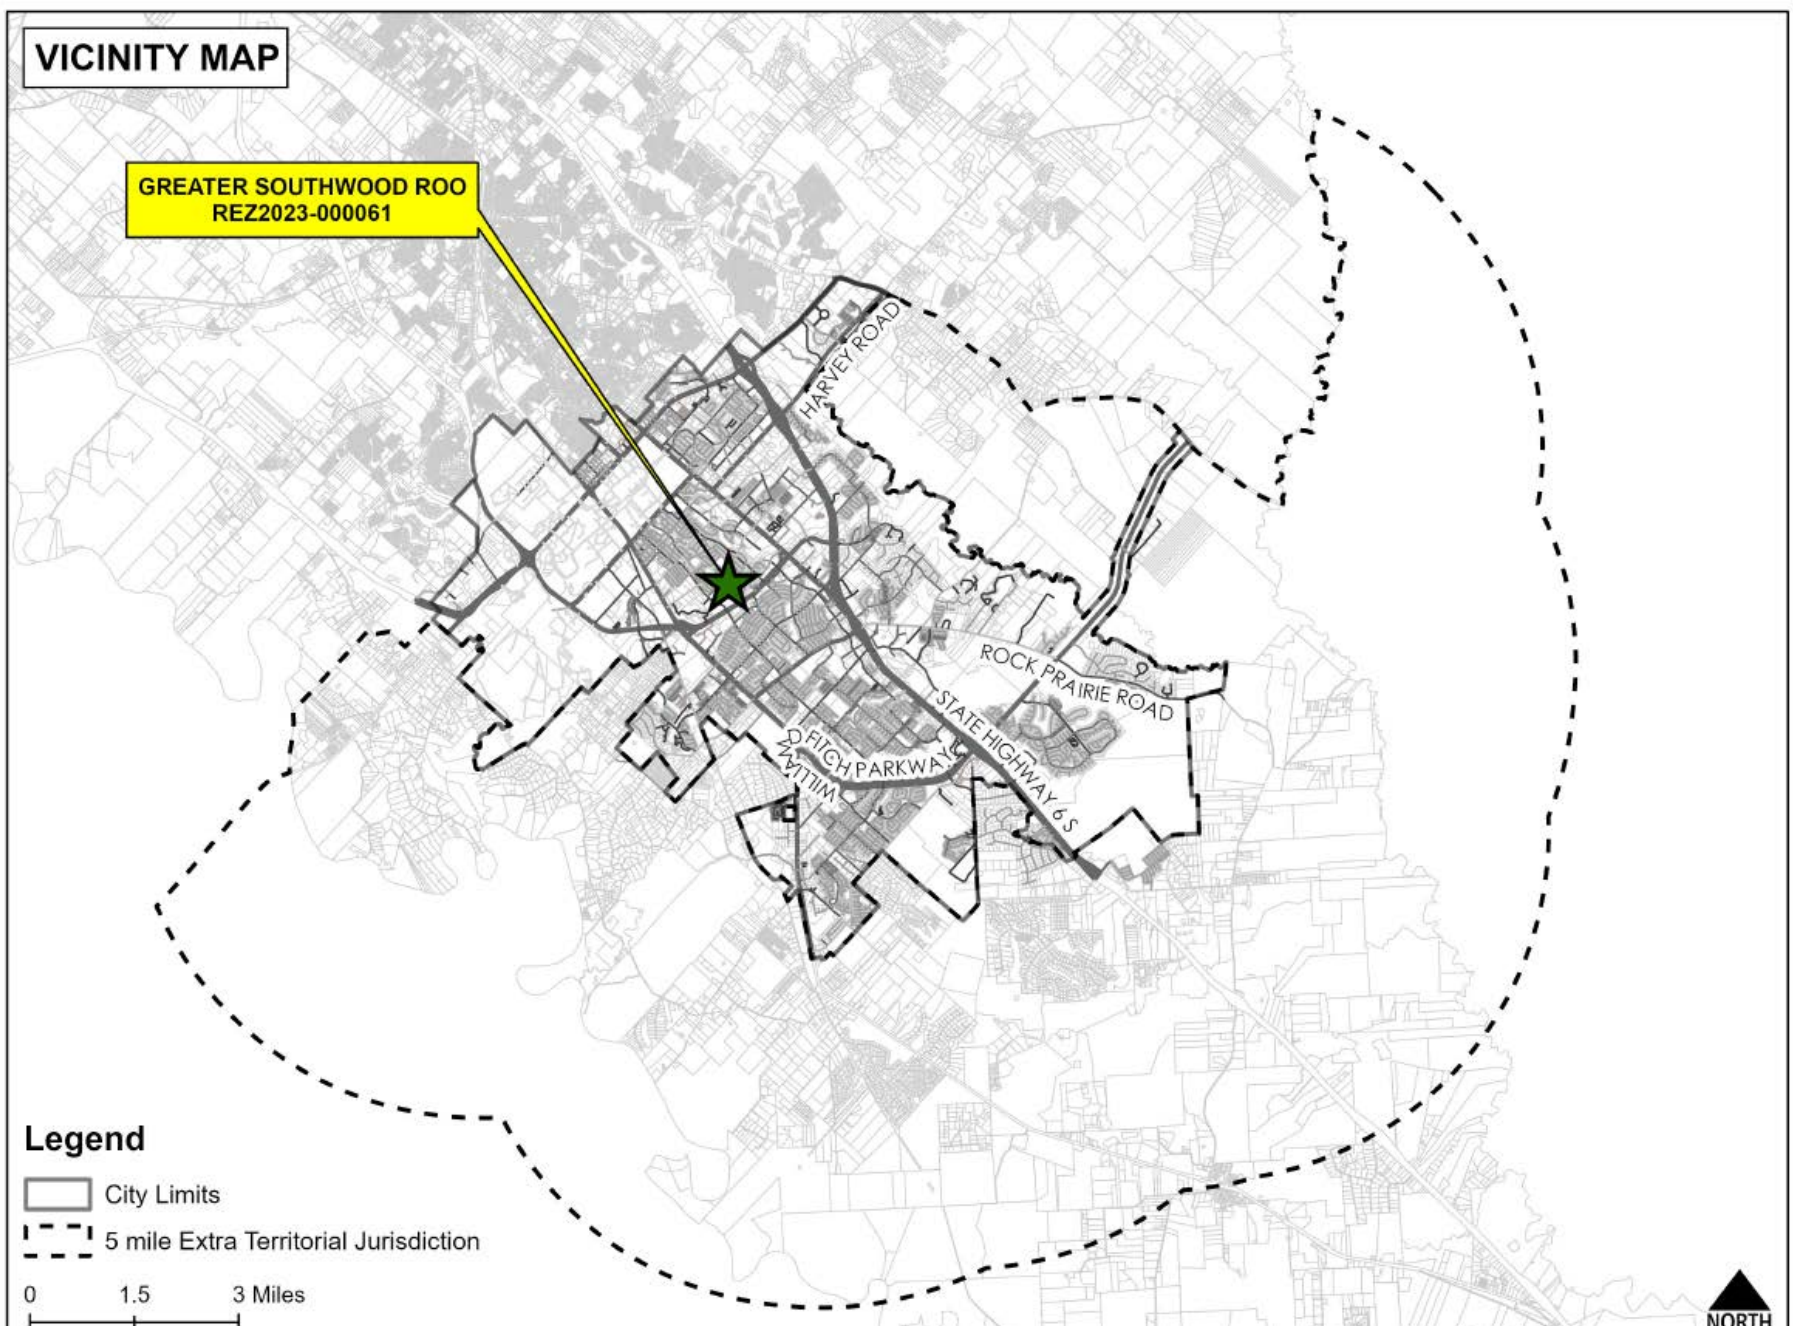 VICINITY MAP
GREATER SOUTHWOOD ROO
REZ2023-000061
HARVEY ROAD
ROCK PRAIRIE ROAD
STATE HIGHWAY 6 S
WILLIAM D
FITCH PARKWAY
Legend
City Limits
5 mile Extra Territorial Jurisdiction
0 1.5 3 Miles
NORTH